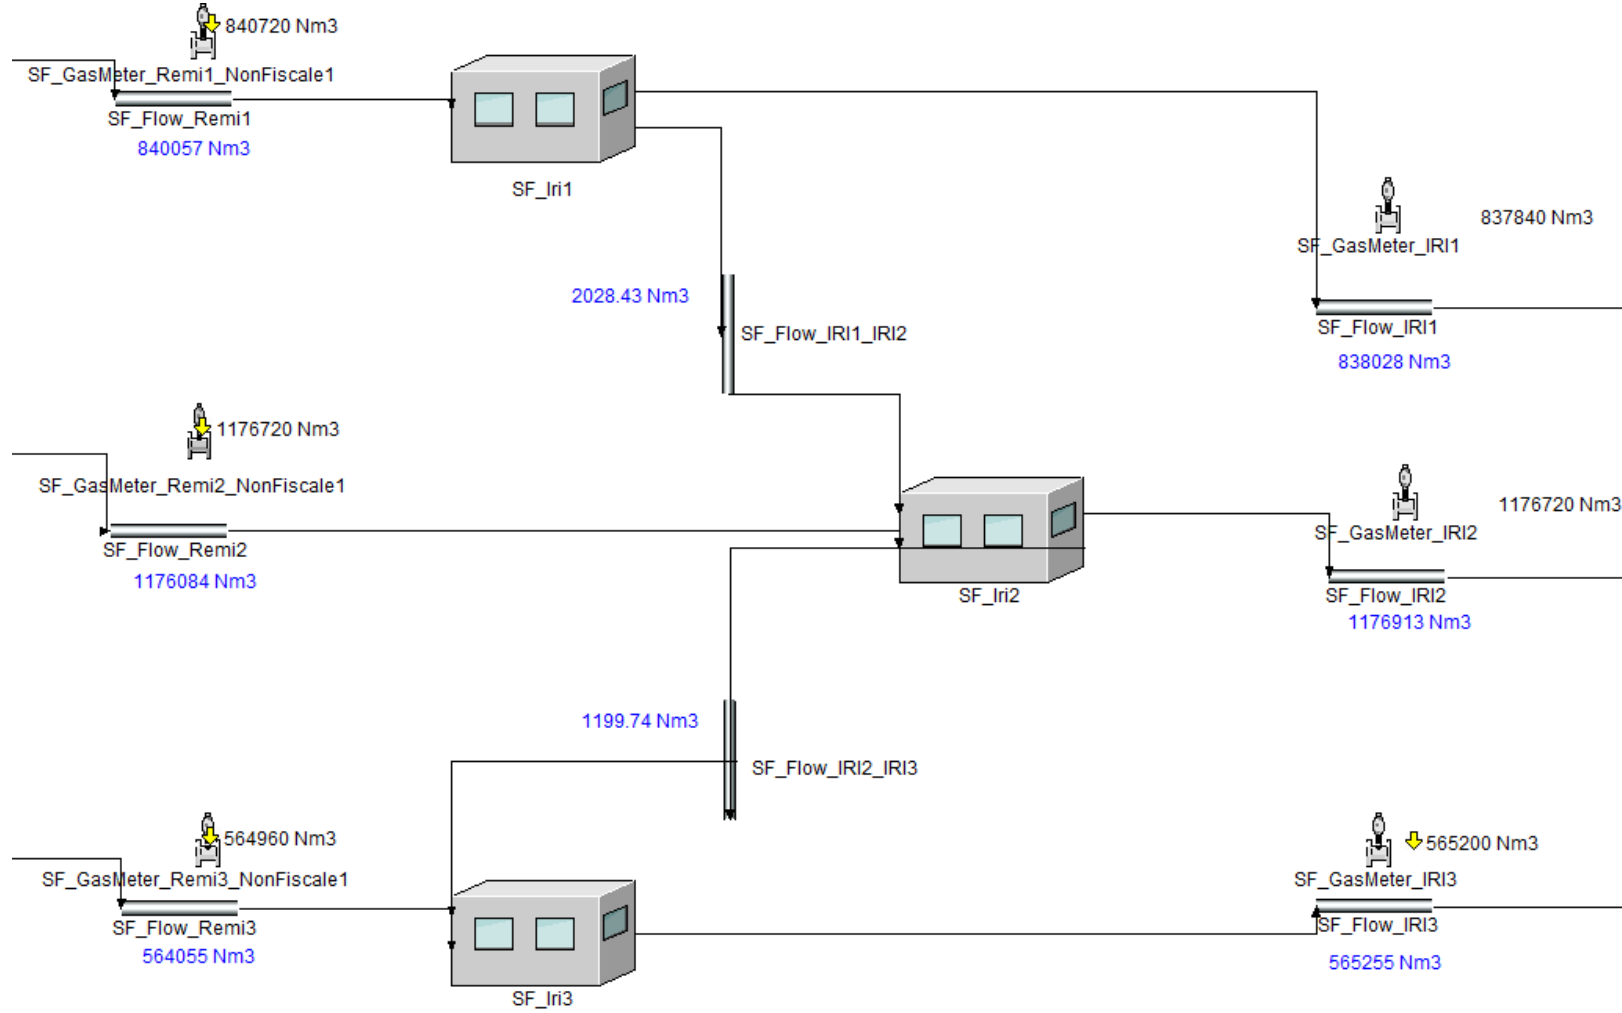 840720 Nm3
SF_GasMeter_Remi1_NonFiscale1
SF_Flow_Remi1
840057 Nm3
SF_Iri1
837840 Nm3
SF_GasMeter_IRI1
2028.43 Nm3
SF_Flow_IRI1_IRI2
SF_Flow_IRI1
838028 Nm3
1176720 Nm3
SF_GasMeter_Remi2_NonFiscale1
SF_Flow_Remi2
1176084 Nm3
SF_Iri2
1176720 Nm3
SF_GasMeter_IRI2
SF_Flow_IRI2
1176913 Nm3
1199.74 Nm3
SF_Flow_IRI2_IRI3
564960 Nm3
SF_GasMeter_Remi3_NonFiscale1
SF_Flow_Remi3
564055 Nm3
SF_Iri3
565200 Nm3
SF_GasMeter_IRI3
SF_Flow_IRI3
565255 Nm3